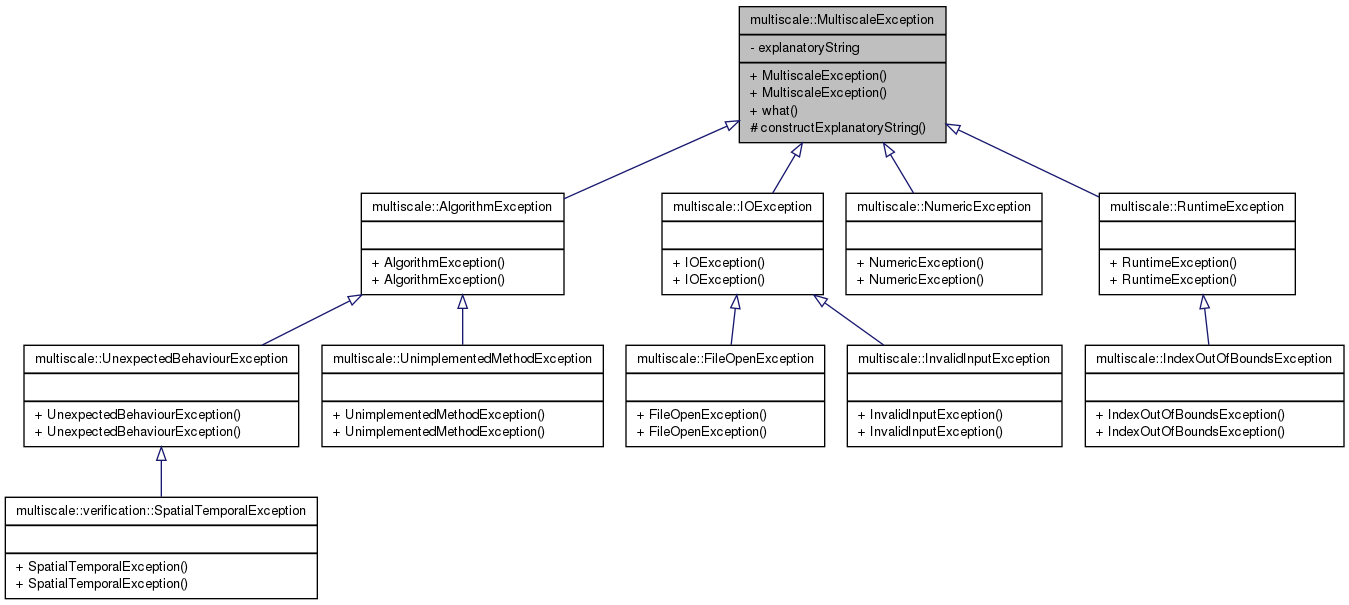 multiscale::MultiscaleException
- explanatoryString
+ MultiscaleException()
+ MultiscaleException()
+ what()
# constructExplanatoryString()
multiscale::AlgorithmException
+ AlgorithmException()
+ AlgorithmException()
multiscale::IOException
+ IOException()
+ IOException()
multiscale::NumericException
+ NumericException()
+ NumericException()
multiscale::RuntimeException
+ RuntimeException()
+ RuntimeException()
multiscale::UnexpectedBehaviourException
+ UnexpectedBehaviourException()
+ UnexpectedBehaviourException()
multiscale::UnimplementedMethodException
+ UnimplementedMethodException()
+ UnimplementedMethodException()
multiscale::FileOpenException
+ FileOpenException()
+ FileOpenException()
multiscale::InvalidInputException
+ InvalidInputException()
+ InvalidInputException()
multiscale::IndexOutOfBoundsException
+ IndexOutOfBoundsException()
+ IndexOutOfBoundsException()
multiscale::verification::SpatialTemporalException
+ SpatialTemporalException()
+ SpatialTemporalException()